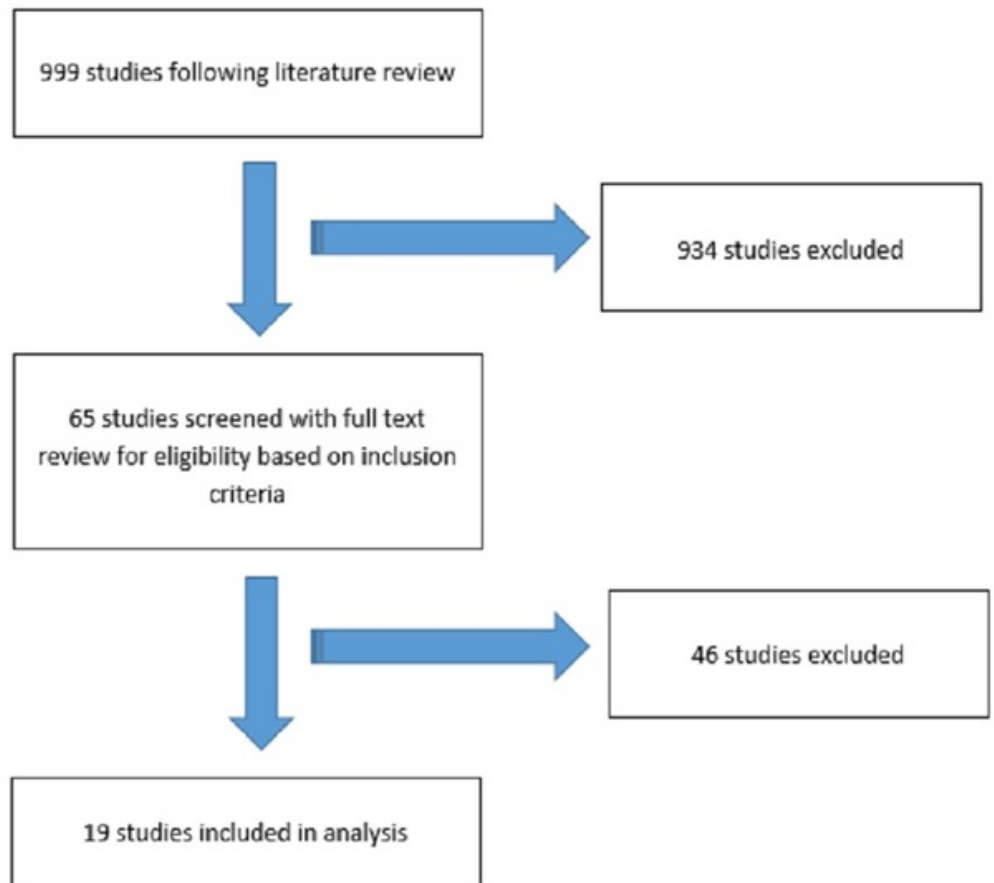 999 studies following literature review
934 studies excluded
65 studies screened with full text
review for eligibility based on inclusion
criteria
46 studies excluded
19 studies included in analysis